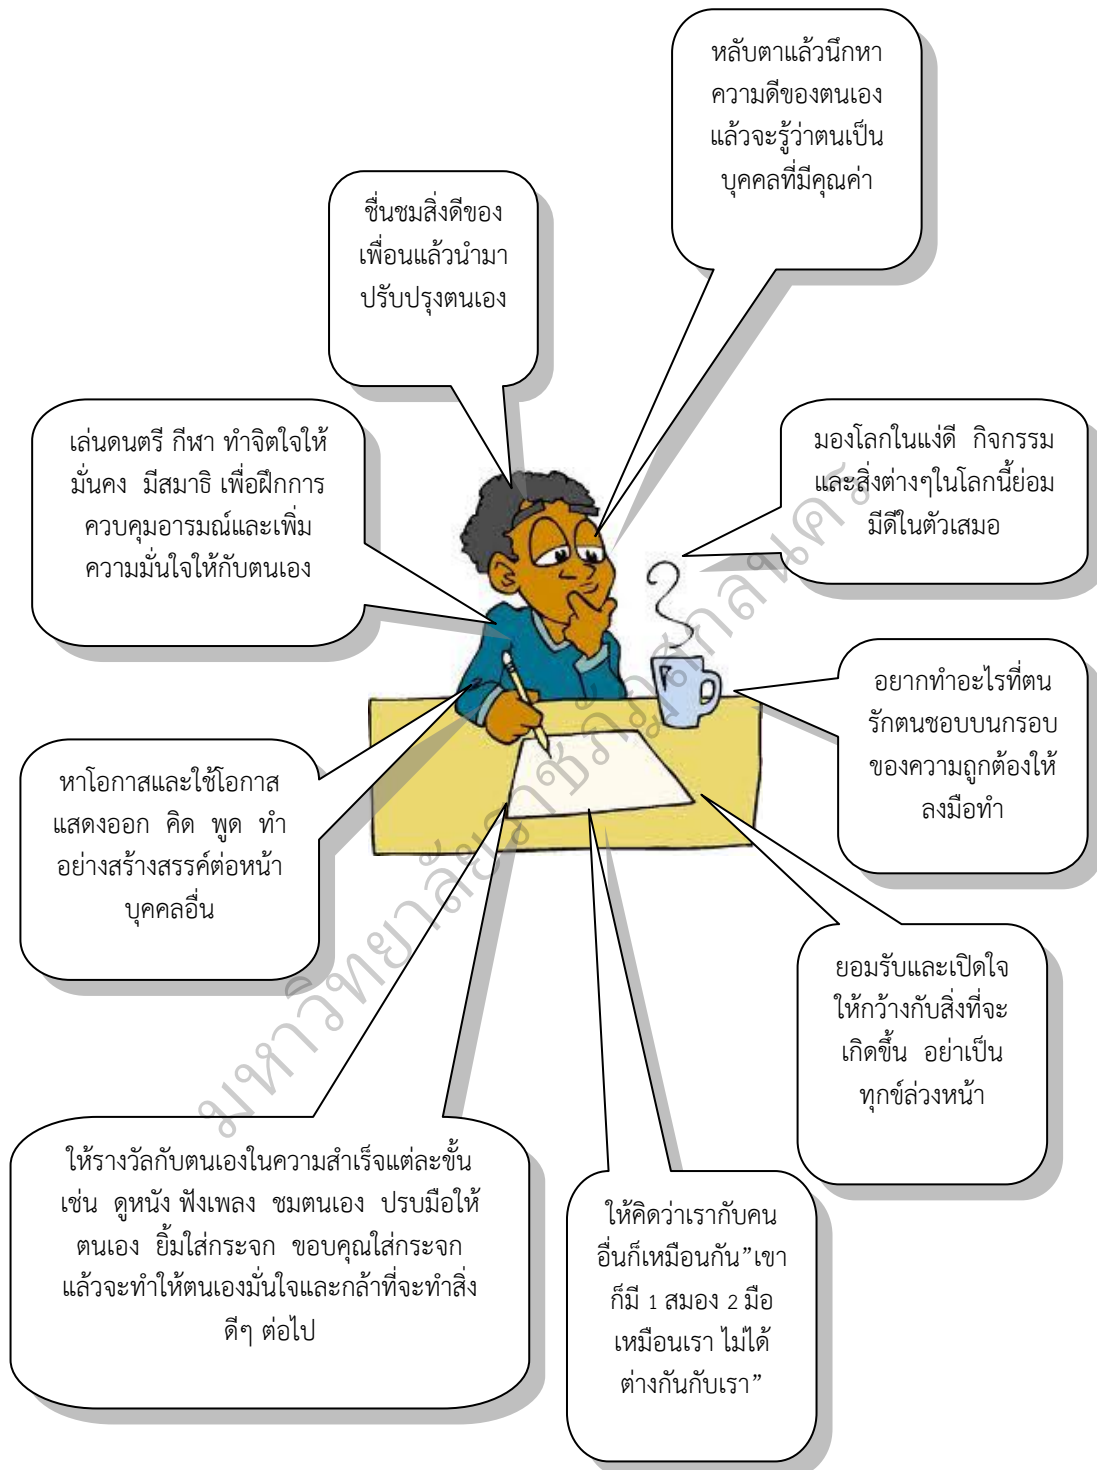 หลับตาแล้วนึกหา
ความดีของตนเอง
แล้วจะรู้ว่าตนเป็น
บุคคลที่มีคุณค่า
ชื่นชมสิ่งดีของ
เพื่อนแล้วนำมา
ปรับปรุงตนเอง
เล่นดนตรี กีฬา ทำจิตใจให้
มั่นคง มีสมาธิ เพื่อฝึกการ
ควบคุมอารมณ์และเพิ่ม
ความมั่นใจให้กับตนเอง
มองโลกในแง่ดี กิจกรรม
และสิ่งต่างๆในโลกนี้ย่อม
มีดีในตัวเสมอ
อยากทำอะไรที่ตน
รักตนชอบบนกรอบ
ของความถูกต้องให้
ลงมือทำ
หาโอกาสและใช้โอกาส
แสดงออก คิด พูด ทำ
อย่างสร้างสรรค์ต่อหน้า
บุคคลอื่น
ยอมรับและเปิดใจ
ให้กว้างกับสิ่งที่จะ
เกิดขึ้น อย่าเป็น
ทุกข์ล่วงหน้า
ให้รางวัลกับตนเองในความสำเร็จแต่ละขั้น
เช่น ดูหนัง ฟังเพลง ชมตนเอง ปรบมือให้
ตนเอง ยิ้มใส่กระจก ขอบคุณใส่กระจก
แล้วจะทำให้ตนเองมั่นใจและกล้าที่จะทำสิ่ง
ดีๆ ต่อไป
ให้คิดว่าเรากับคน
อื่นก็เหมือนกัน”เขา
ก็มี 1 สมอง 2 มือ
เหมือนเรา ไม่ได้
ต่างกันกับเรา”
มหาวิทยาลัยราชภัฏสกลนคร